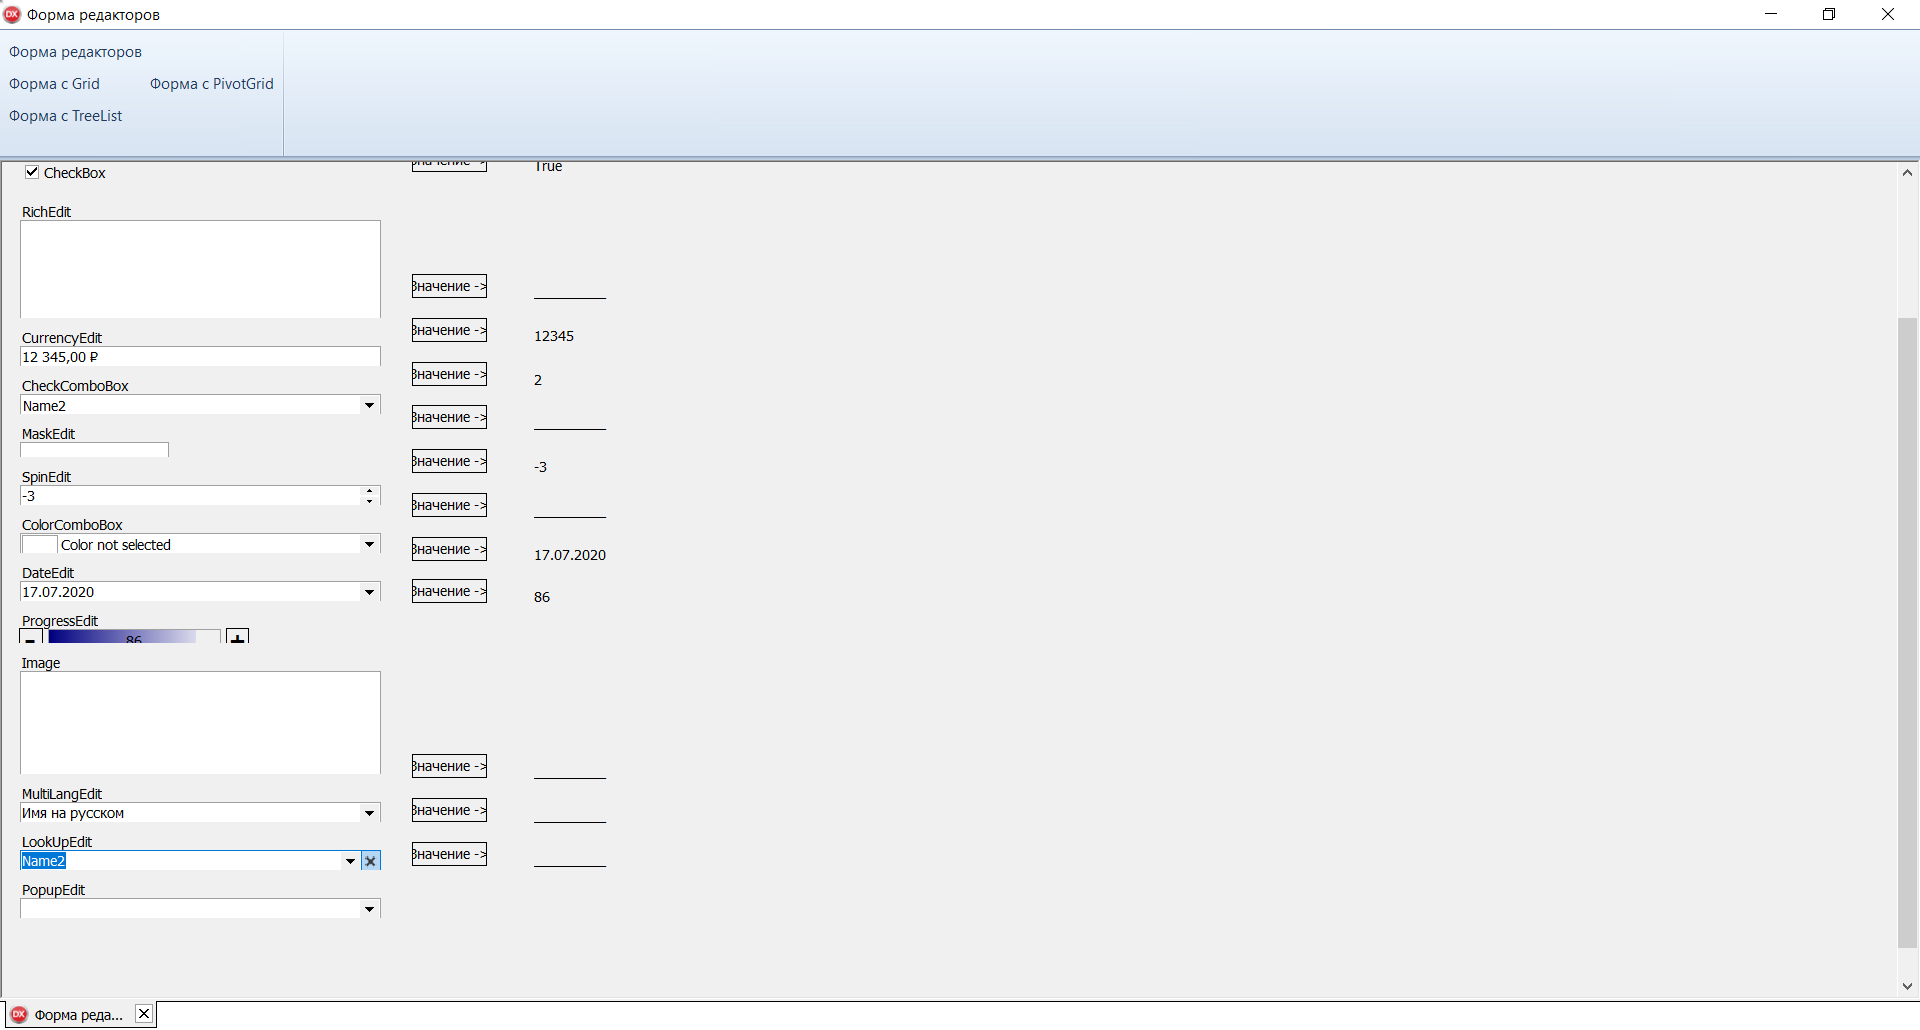 DX Форма редакторов
Форма редакторов
Форма с Grid Форма с PivotGrid
Форма с TreeList
Значение -> True
CheckBox
RichEdit
Значение ->
Значение -> 12345
CurrencyEdit
12 345,00 ₽
Значение -> 2
CheckComboBox
Name2
Значение ->
MaskEdit
Значение -> -3
SpinEdit
-3
Значение ->
ColorComboBox
Color not selected
Значение -> 17.07.2020
DateEdit
17.07.2020
Значение -> 86
ProgressEdit
- 86 +
Image
Значение ->
MultiLangEdit
Имя на русском
Значение ->
LookUpEdit
Name2
Значение ->
PopupEdit
DX Форма реда...